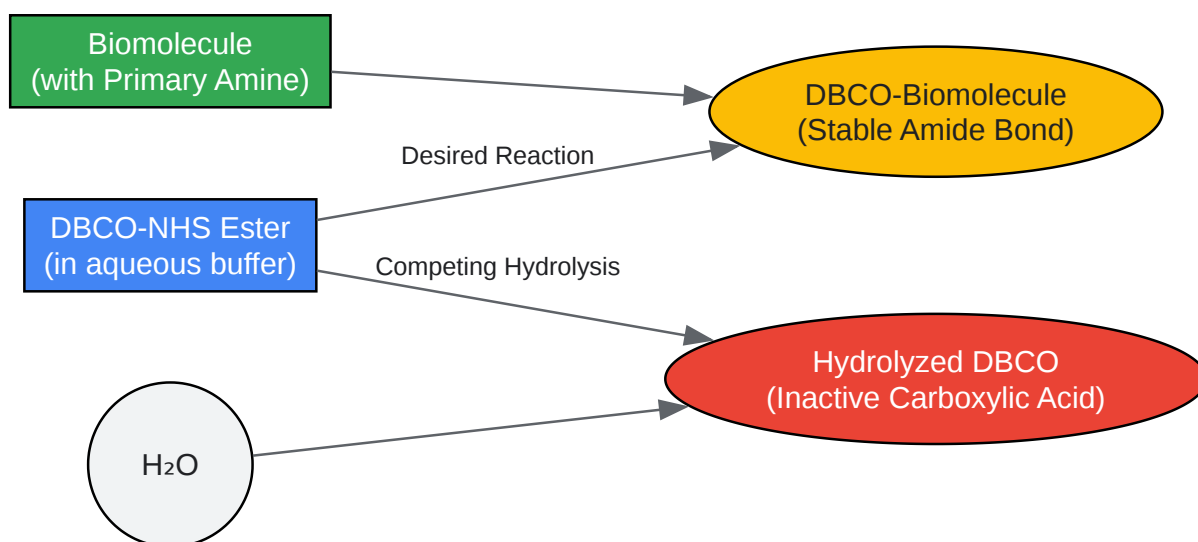 Biomolecule
(with Primary Amine)
DBCO-Biomolecule
(Stable Amide Bond)
Desired Reaction
DBCO-NHS Ester
(in aqueous buffer)
Competing Hydrolysis
Hydrolyzed DBCO
(Inactive Carboxylic Acid)
H₂O